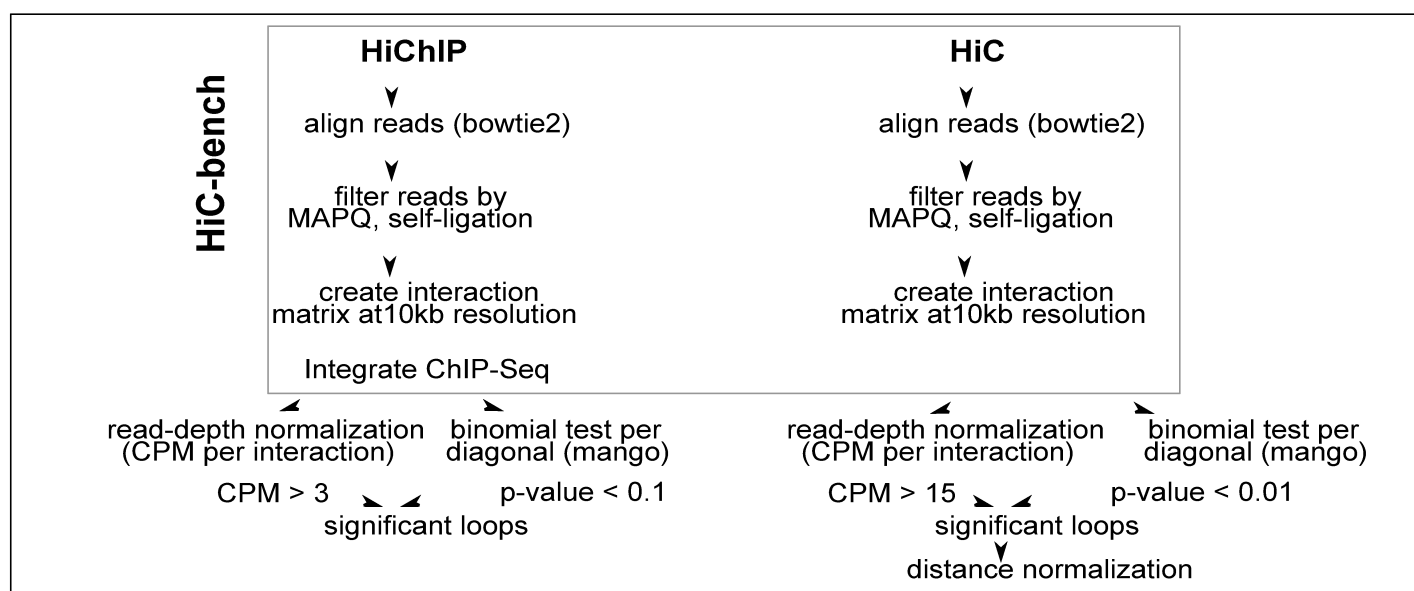 HiC-bench
HiChIP
align reads (bowtie2)
filter reads by
MAPQ, self-ligation
create interaction
matrix at10kb resolution
Integrate ChIP-Seq
read-depth normalization
(CPM per interaction)
binomial test per
diagonal (mango)
CPM > 3
p-value < 0.1
significant loops
HiC
align reads (bowtie2)
filter reads by
MAPQ, self-ligation
create interaction
matrix at10kb resolution
read-depth normalization
(CPM per interaction)
binomial test per
diagonal (mango)
CPM > 15
p-value < 0.01
significant loops
distance normalization